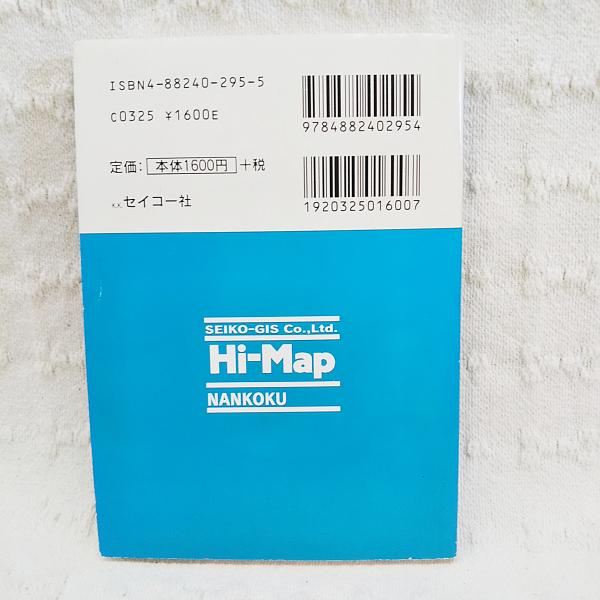 ISBN4-88240-295-5
C0325 ¥1600E
9784882402954
定価: 本体1600円 +税
K.K.セイコー社
1920325016007
SEIKO-GIS Co.,Ltd.
Hi-Map
NANKOKU